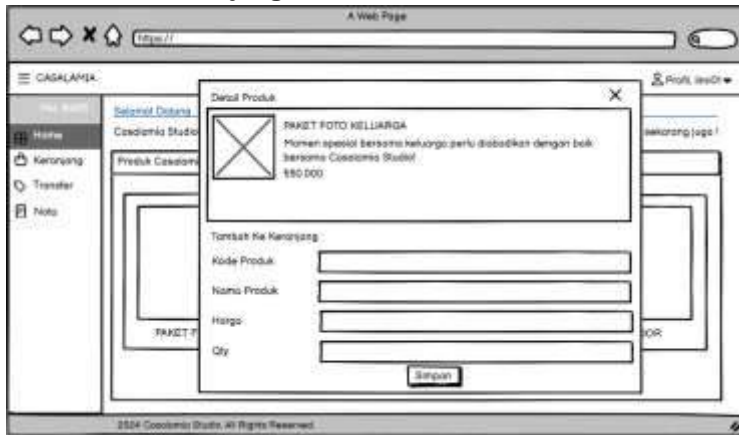 A Web Page
https://
CASALAMIA
Detail Produk
Profil
Selamat Datang
PAKET FOTO KELUARGA
Home
Casalamia Studio
Momen spesial bersama keluarga perlu diabadikan dengan baik
sekarang juga !
bersama Casalamia Studio!
Keranjang
Produk Casalamia
550.000
Transfer
Nota
Tambah Ke Keranjang
Kode Produk
Nama Produk
Harga
PAKET F
OOR
Qty
Simpan
2024 Casalamia Studio. All Rights Reserved.